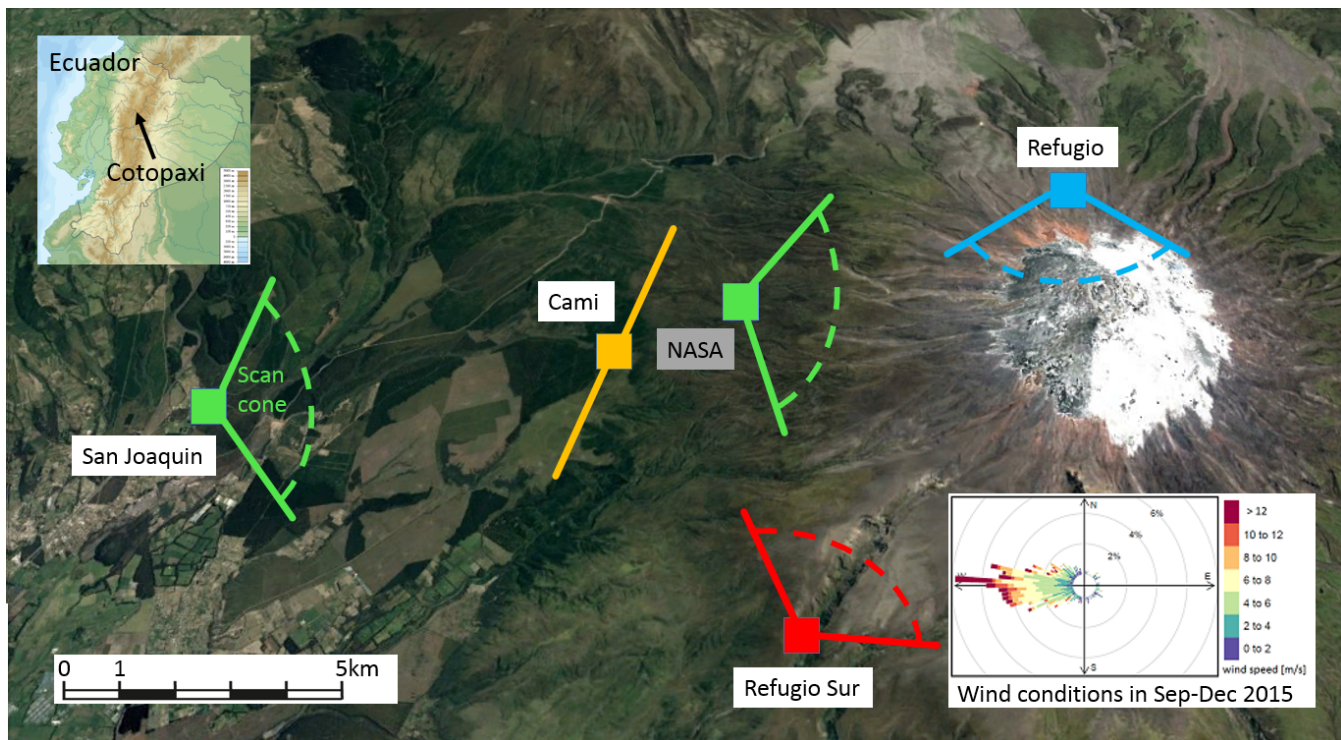 Ecuador
Cotopaxi
Refugio
Cami
NASA
Scan
cone
San Joaquin
Refugio Sur
0 1 5km
N
6%
4%
2%
E
S
> 12
10 to 12
8 to 10
6 to 8
4 to 6
2 to 4
0 to 2
wind speed [m/s]
Wind conditions in Sep-Dec 2015